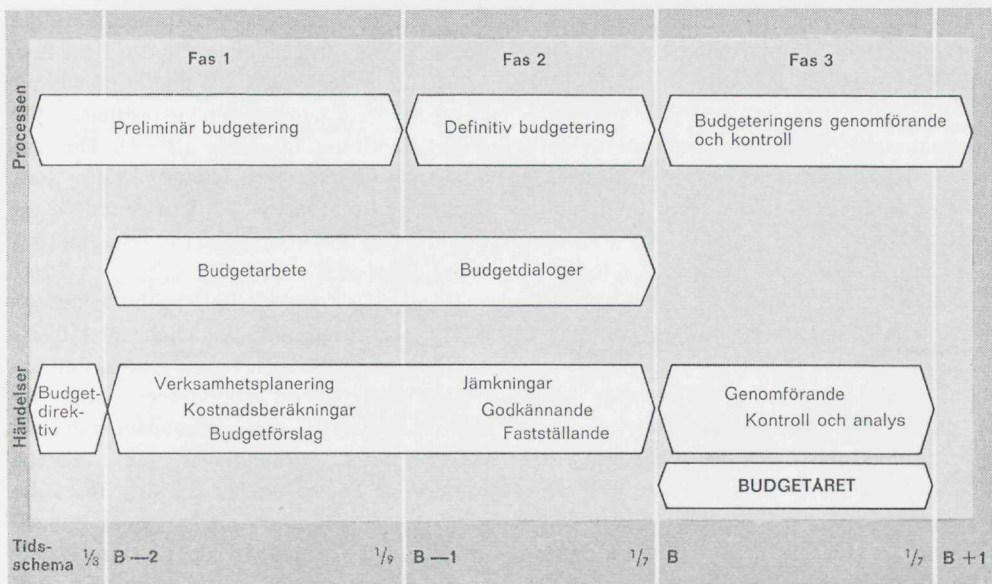 Fas 1 Fas 2 Fas 3
Processen
Preliminär budgetering
Definitiv budgetering
Budgeteringens genomförande
och kontroll
Budgetarbete
Budgetdialoger
Händelser
Budget-
direk-
tiv
Verksamhetsplanering
Kostnadsberäkningar
Budgetförslag
Jämkningar
Godkännande
Fastställande
Genomförande
Kontroll och analys
BUDGETÅRET
Tids-
schema
1/3 B—2 1/9 B—1 1/7 B 1/7 B+1